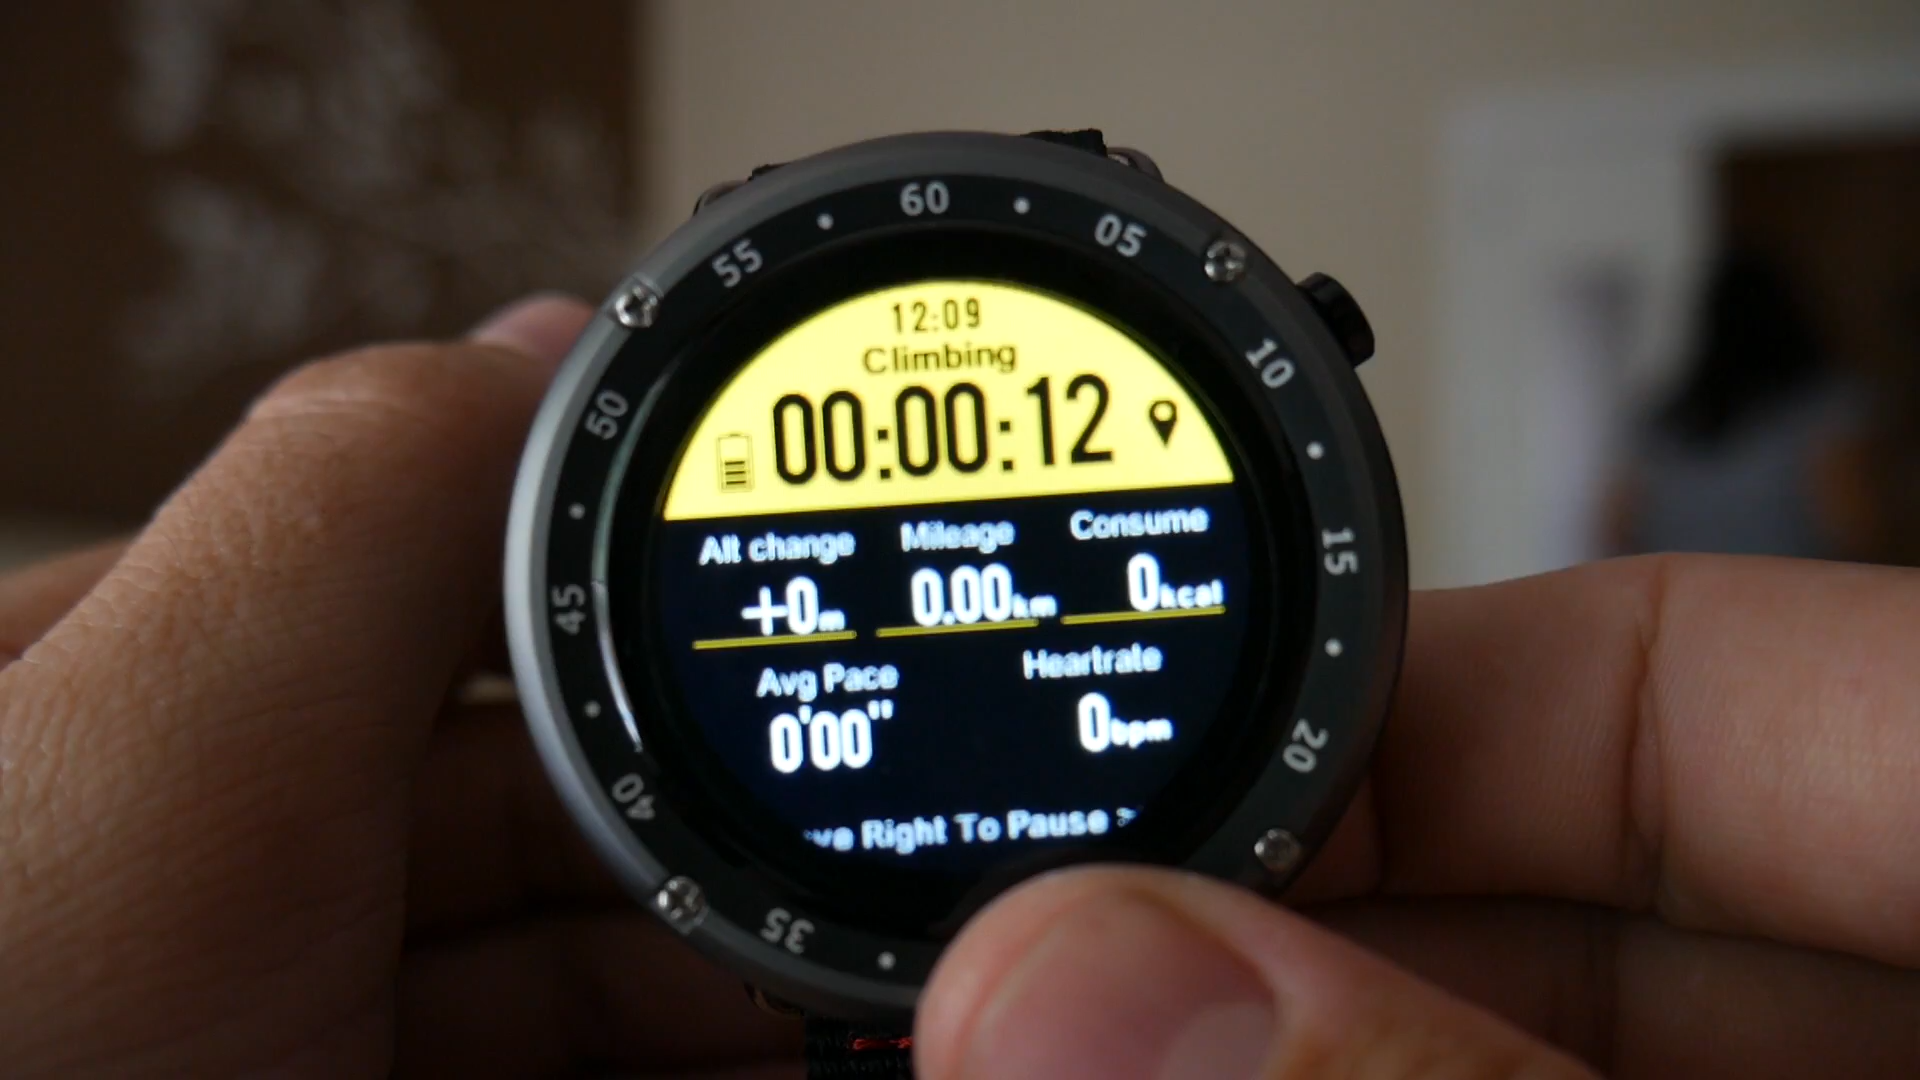 60
05
10
15
20
35
40
45
50
55
12:09
Climbing
00:00:12
Alt change Mileage Consume
+0m 0.00km 0kcal
Avg Pace Heartrate
0'00" 0bpm
Right To Pause >